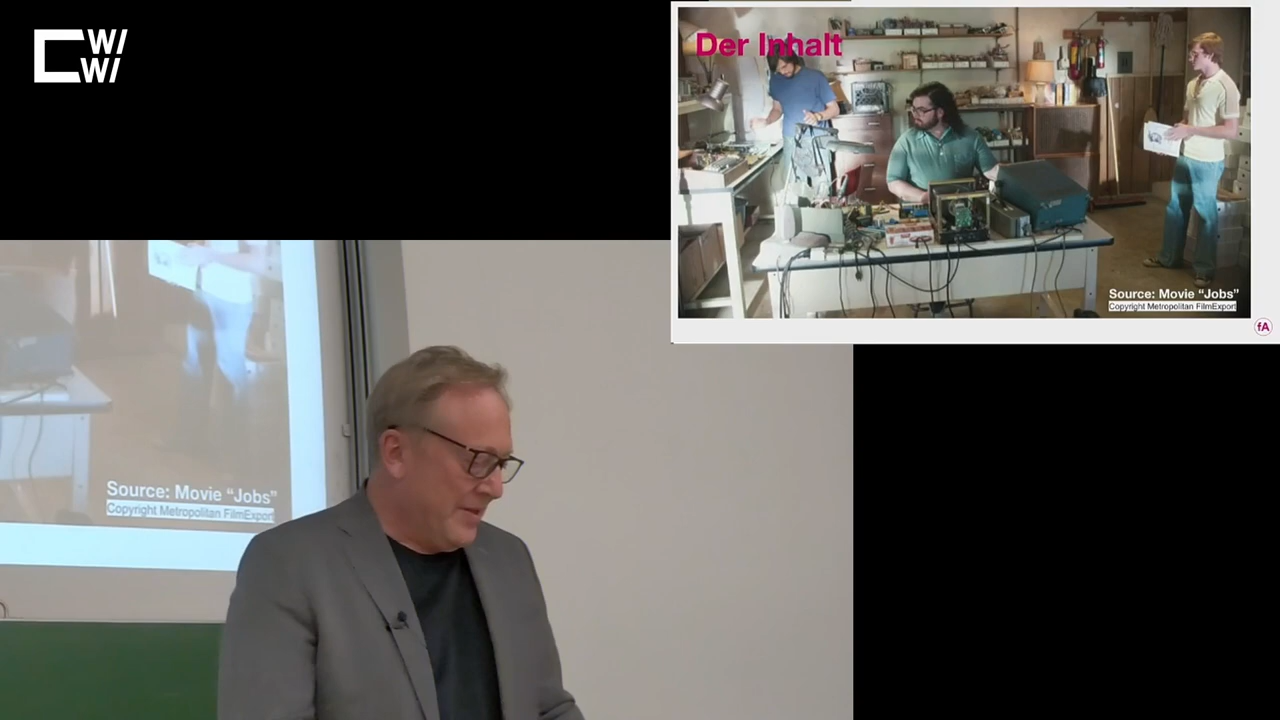 CW/
W/
Der Inhalt
Source: Movie “Jobs”
Copyright Metropolitan FilmExport
fA
Source: Movie “Jobs”
Copyright Metropolitan FilmExport